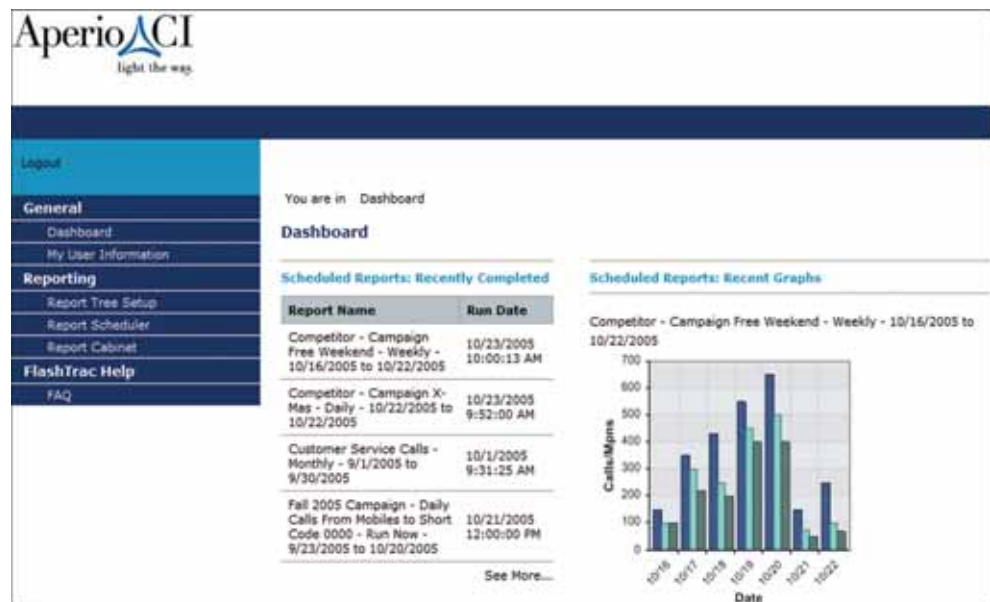 Aperio CI
light the way.
Logout
General
Dashboard
My User Information
Reporting
Report Tree Setup
Report Scheduler
Report Cabinet
FlashTrac Help
FAQ
You are in Dashboard
Dashboard
Scheduled Reports: Recently Completed
Report Name Run Date
Competitor - Campaign
Free Weekend - Weekly -
10/16/2005 to 10/22/2005
10/23/2005
10:00:13 AM
Competitor - Campaign X-
Mas - Daily - 10/22/2005 to
10/22/2005
10/23/2005
9:52:00 AM
Customer Service Calls -
Monthly - 9/1/2005 to
9/30/2005
10/1/2005
9:31:25 AM
Fall 2005 Campaign - Daily
Calls From Mobiles to Short
Code 0000 - Run Now -
9/23/2005 to 10/20/2005
10/21/2005
12:00:00 PM
See More...
Scheduled Reports: Recent Graphs
Competitor - Campaign Free Weekend - Weekly - 10/16/2005 to
10/22/2005
700
600
500
400
300
200
100
0
Calls/Mpns
10/16 10/17 10/18 10/19 10/20 10/21 10/22
Date